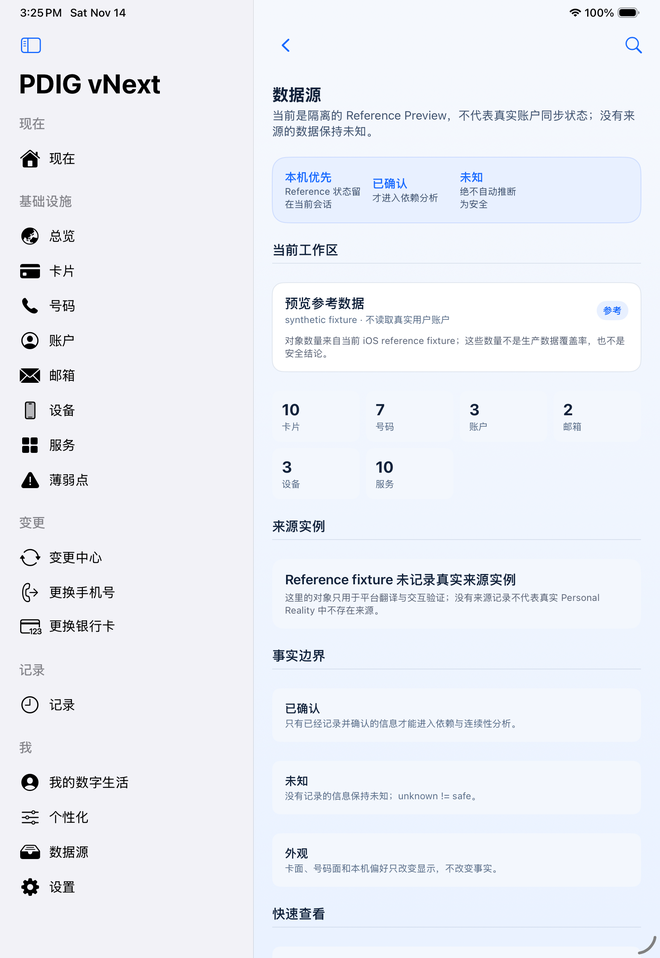 3:25 PM Sat Nov 14
100%
PDIG vNext
现在
现在
基础设施
总览
卡片
号码
账户
邮箱
设备
服务
薄弱点
变更
变更中心
更换手机号
123
更换银行卡
记录
记录
我
我的数字生活
个性化
数据源
设置
数据源
当前是隔离的 Reference Preview，不代表真实账户同步状态；没有来
源的数据保持未知。
本机优先
Reference 状态留
在当前会话
已确认
才进入依赖分析
未知
绝不自动推断
为安全
当前工作区
预览参考数据
synthetic fixture · 不读取真实用户账户
参考
对象数量来自当前 iOS reference fixture；这些数量不是生产数据覆盖率，也不是
安全结论。
10
卡片
7
号码
3
账户
2
邮箱
3
设备
10
服务
来源实例
Reference fixture 未记录真实来源实例
这里的对象只用于平台翻译与交互验证；没有来源记录不代表真实 Personal
Reality 中不存在来源。
事实边界
已确认
只有已经记录并确认的信息才能进入依赖与连续性分析。
未知
没有记录的信息保持未知；unknown != safe。
外观
卡面、号码面和本机偏好只改变显示，不改变事实。
快速查看